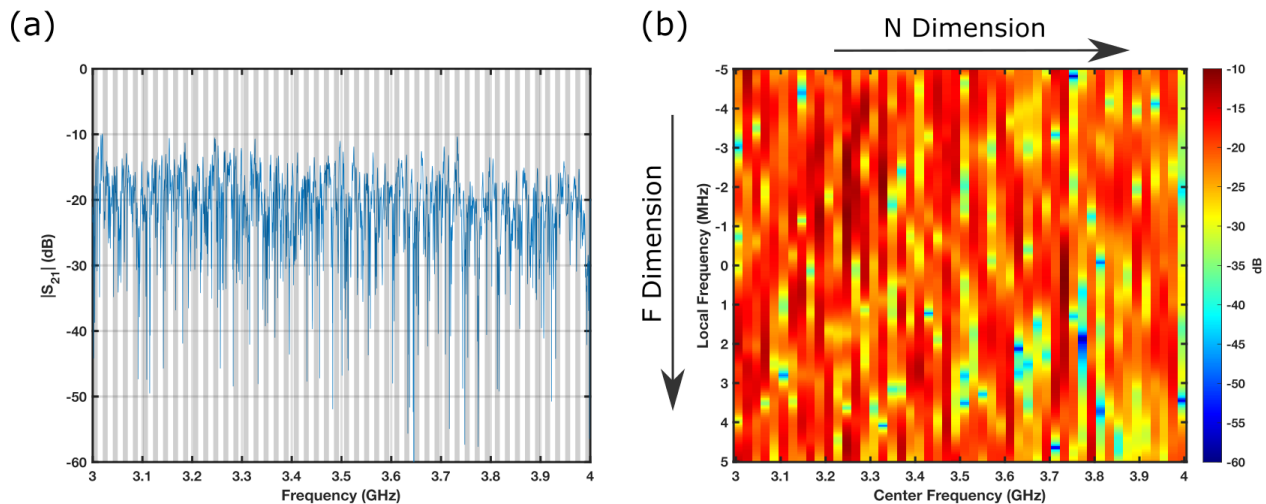 (a)
0
-10
-20
-30
-40
-50
-60
|S21| (dB)
3 3.1 3.2 3.3 3.4 3.5 3.6 3.7 3.8 3.9 4
Frequency (GHz)
(b)
N Dimension
F Dimension
-5
-4
-3
-2
-1
0
1
2
3
4
5
Local Frequency (MHz)
3 3.1 3.2 3.3 3.4 3.5 3.6 3.7 3.8 3.9 4
Center Frequency (GHz)
-10
-15
-20
-25
-30
-35
-40
-45
-50
-55
-60
dB